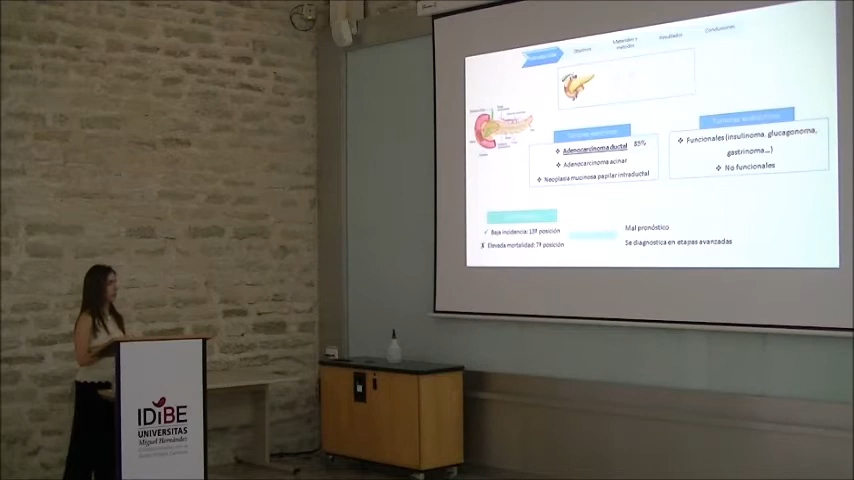 Introducción
Objetivos
Materiales y
métodos
Resultados
Conclusiones
Tumores exocrinos
❖ Adenocarcinoma ductal 85%
❖ Adenocarcinoma acinar
❖ Neoplasia mucinosa papilar intraductal
Tumores endocrinos
❖ Funcionales (insulinoma, glucagonoma,
gastrinoma…)
❖ No funcionales
✓ Baja incidencia: 13ª posición
✗ Elevada mortalidad: 7ª posición
Mal pronóstico
Se diagnostica en etapas avanzadas
IDiBE
UNIVERSITAS
Miguel Hernández